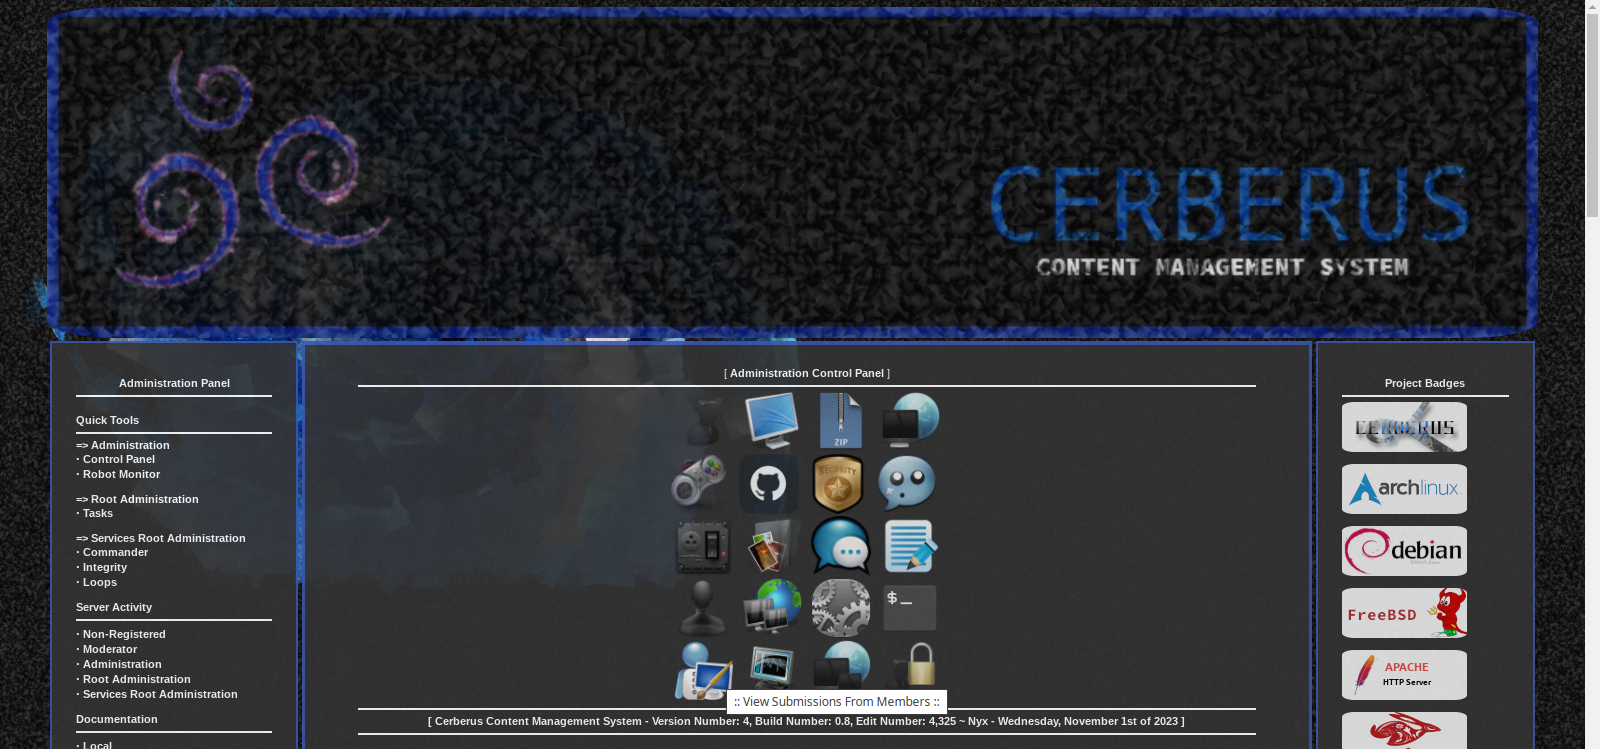 CERBERUS
CONTENT MANAGEMENT SYSTEM
Administration Panel
Quick Tools
=> Administration
· Control Panel
· Robot Monitor
=> Root Administration
· Tasks
=> Services Root Administration
· Commander
· Integrity
· Loops
Server Activity
· Non-Registered
· Moderator
· Administration
· Root Administration
· Services Root Administration
Documentation
· Local
[ Administration Control Panel ]
ZIP
SECURITY
$ _
:: View Submissions From Members ::
[ Cerberus Content Management System - Version Number: 4, Build Number: 0.8, Edit Number: 4,325 ~ Nyx - Wednesday, November 1st of 2023 ]
Project Badges
CERBERUS
archlinux
debian
FreeBSD
APACHE
HTTP Server